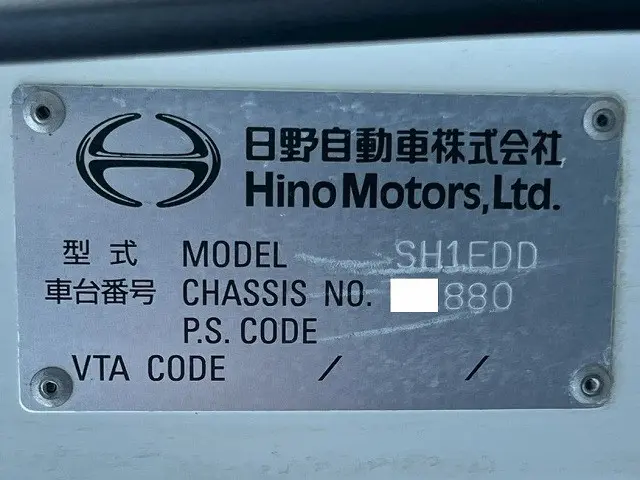 日野自動車株式会社
Hino Motors, Ltd.
型式 MODEL SH1EDD
車台番号 CHASSIS NO. 880
P.S. CODE
VTA CODE / /